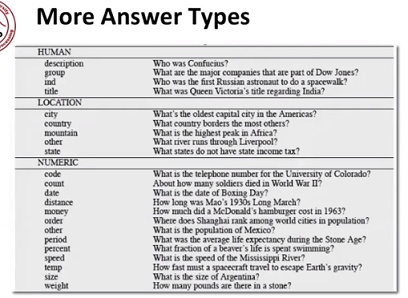 More Answer Types
HUMAN
description Who was Confucius?
group What are the major companies that are part of Dow Jones?
ind Who was the first Russian astronaut to do a spacewalk?
title What was Queen Victoria's title regarding India?
LOCATION
city What's the oldest capital city in the Americas?
country What country borders the most others?
mountain What is the highest peak in Africa?
other What river runs through Liverpool?
state What states do not have state income tax?
NUMERIC
code What is the telephone number for the University of Colorado?
count About how many soldiers died in World War II?
date What is the date of Boxing Day?
distance How long was Mao's 1930s Long March?
money How much did a McDonald's hamburger cost in 1963?
order Where does Shanghai rank among world cities in population?
other What is the population of Mexico?
period What was the average life expectancy during the Stone Age?
percent What fraction of a beaver's life is spent swimming?
speed What is the speed of the Mississippi River?
temp How fast must a spacecraft travel to escape Earth's gravity?
size What is the size of Argentina?
weight How many pounds are there in a stone?